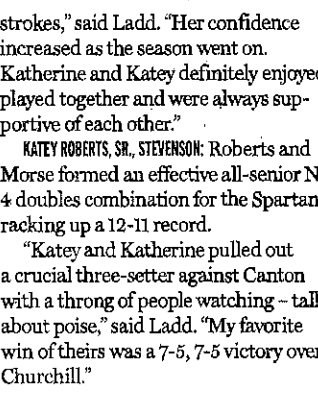 strokes," said Ladd. "Her confidence
increased as the season went on.
Katherine and Katey definitely enjoye
played together and were always sup-
portive of each other."
KATEY ROBERTS, SR., STEVENSON: Roberts and
Morse formed an effective all-senior N
4 doubles combination for the Spartan
racking up a 12-11 record.
"Katey and Katherine pulled out
a crucial three-setter against Canton
with a throng of people watching – tal
about poise," said Ladd. "My favorite
win of theirs was a 7-5, 7-5 victory ove
Churchill."